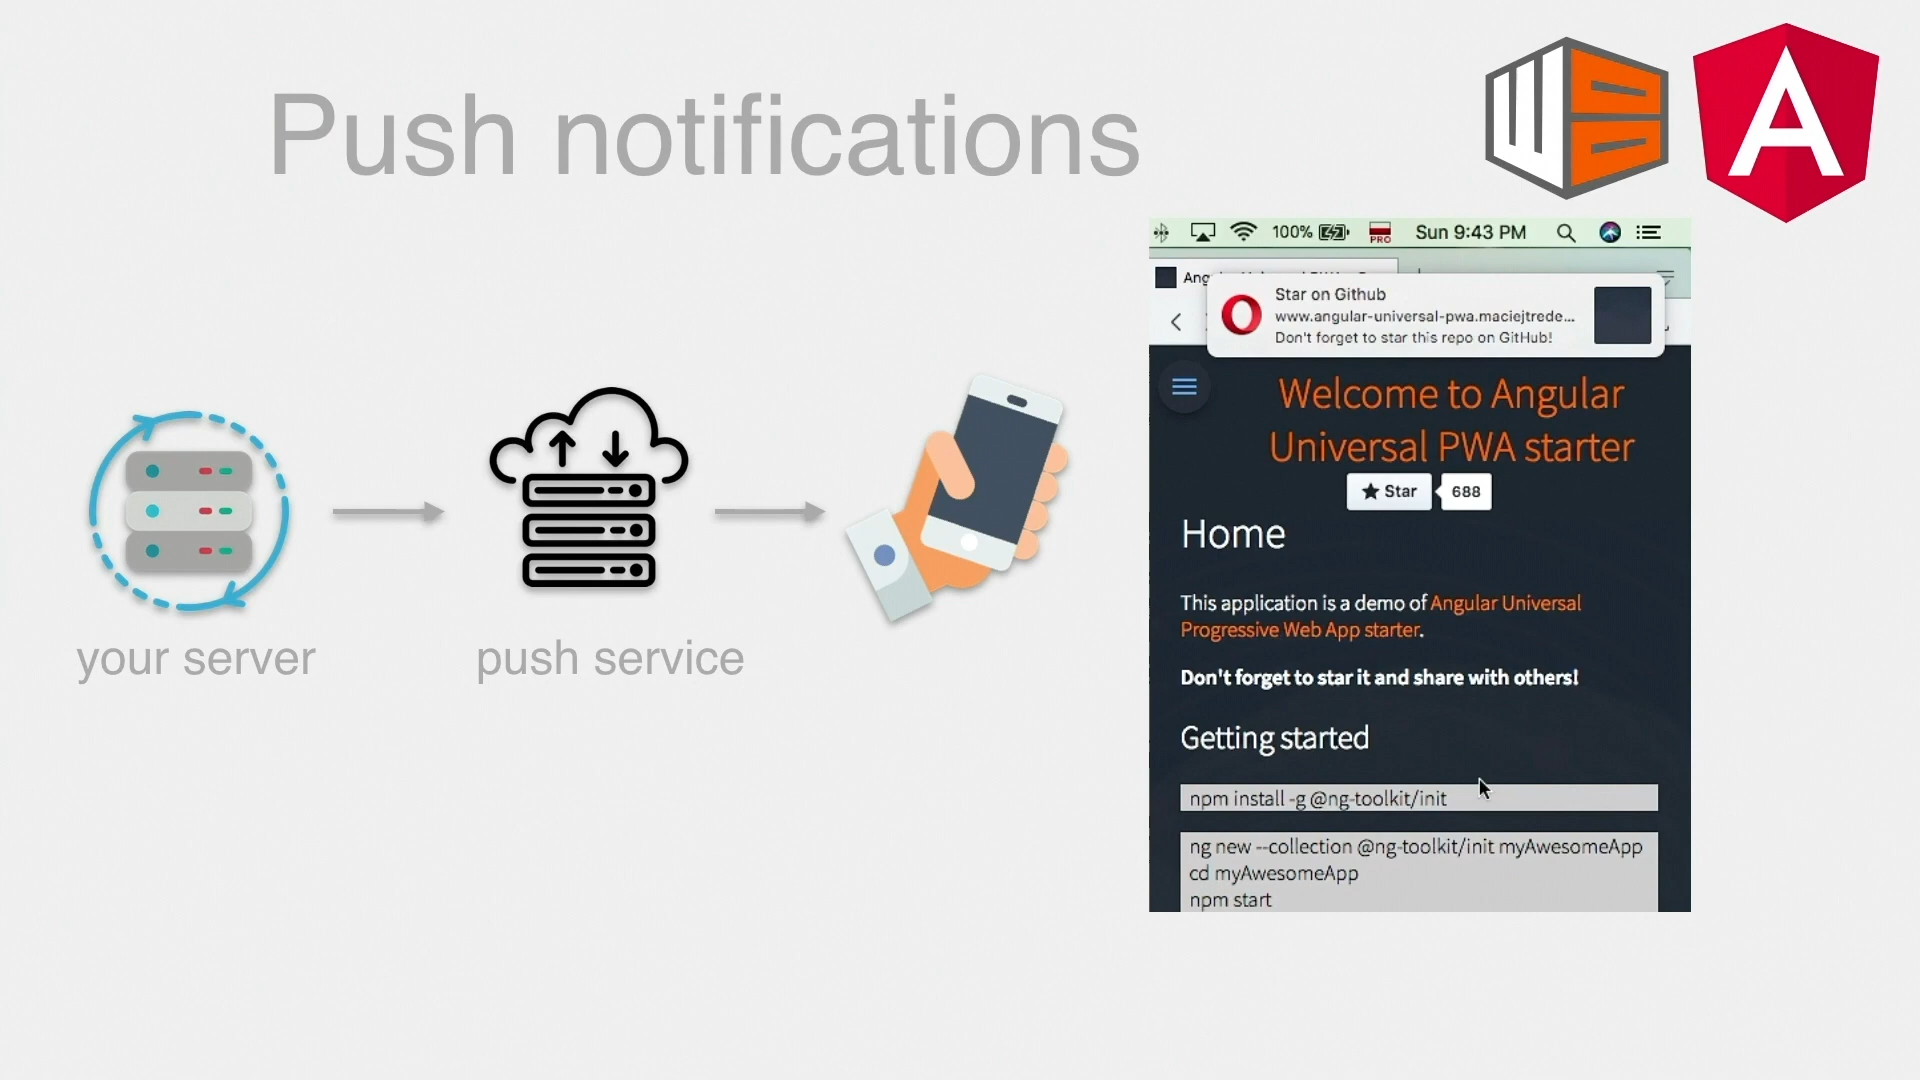 Push notifications
your server
push service
100%
PRO
Sun 9:43 PM
Star on Github
www.angular-universal-pwa.maciejtrede...
Don't forget to star this repo on GitHub!
Welcome to Angular
Universal PWA starter
Star
688
Home
This application is a demo of Angular Universal
Progressive Web App starter.
Don't forget to star it and share with others!
Getting started
npm install -g @ng-toolkit/init
ng new --collection @ng-toolkit/init myAwesomeApp
cd myAwesomeApp
npm start